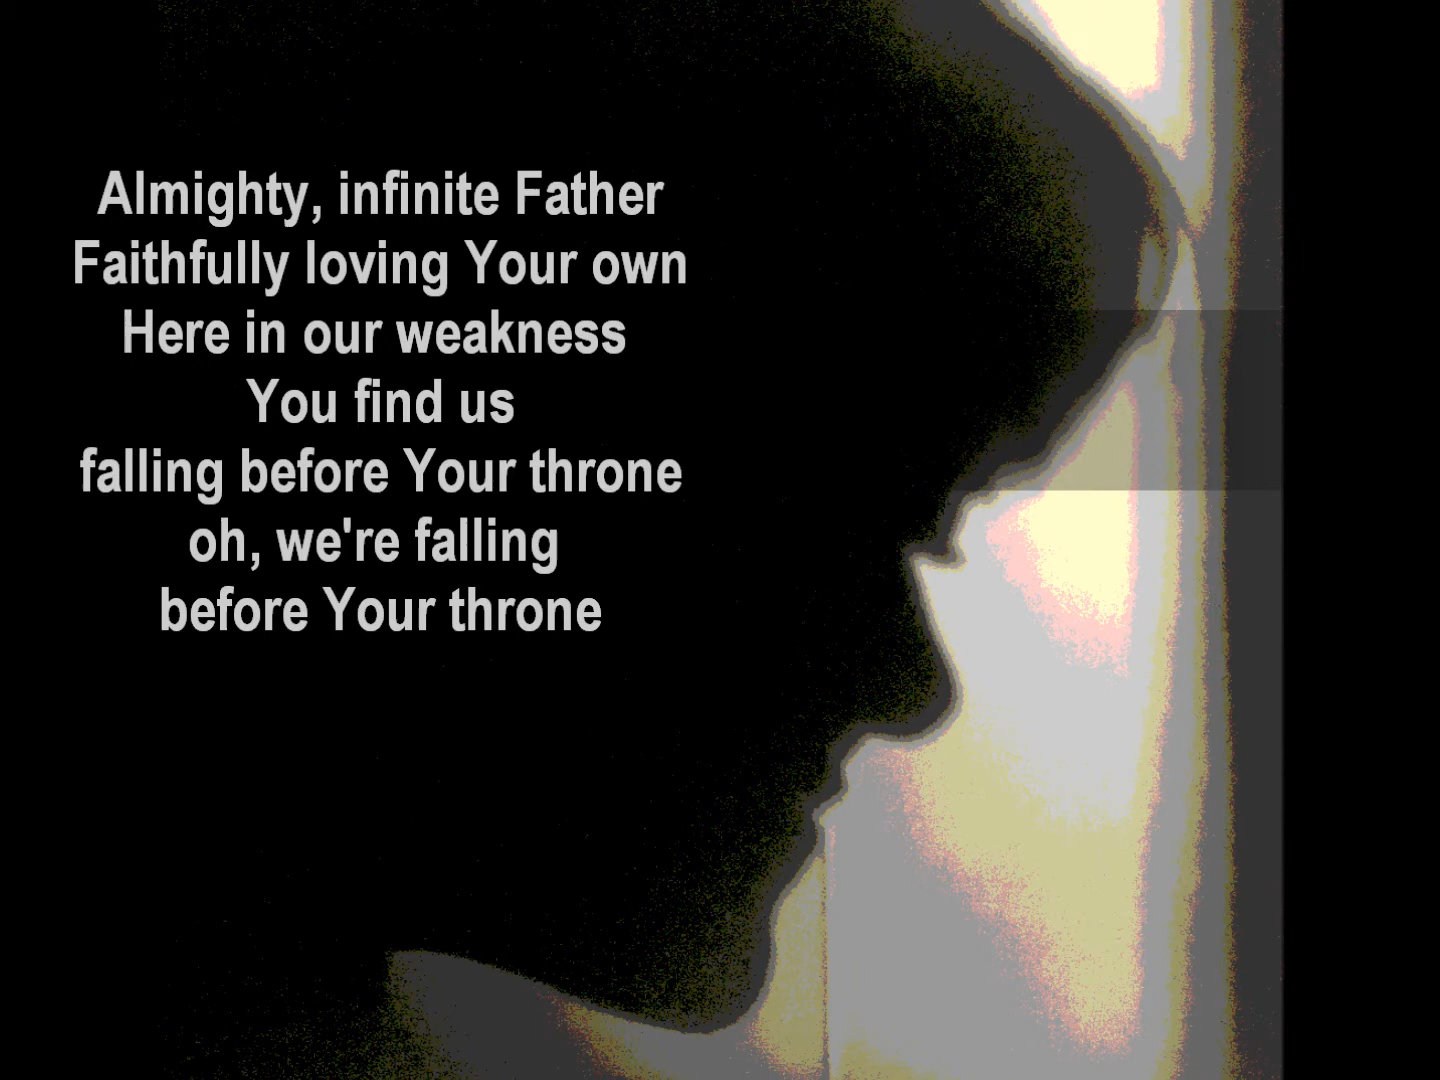 Almighty, infinite Father
Faithfully loving Your own
Here in our weakness
You find us
falling before Your throne
oh, we're falling
before Your throne